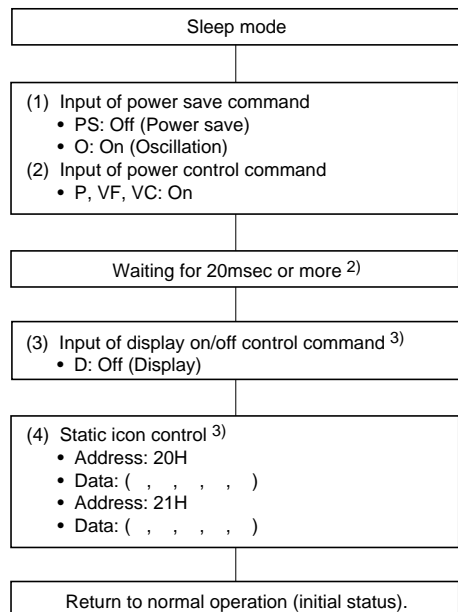 Sleep mode
(1) Input of power save command
• PS: Off (Power save)
• O: On (Oscillation)
(2) Input of power control command
• P, VF, VC: On
Waiting for 20msec or more 2)
(3) Input of display on/off control command 3)
• D: Off (Display)
(4) Static icon control 3)
• Address: 20H
• Data: ( , , , , )
• Address: 21H
• Data: ( , , , , )
Return to normal operation (initial status).